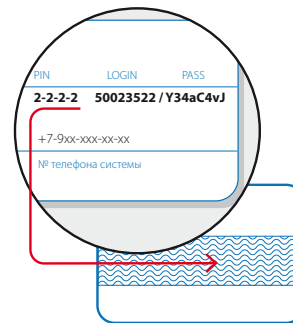 PIN LOGIN PASS
2-2-2-2 50023522 / Y34aC4vJ
+7-9xx-xxx-xx-xx
№ телефона системы